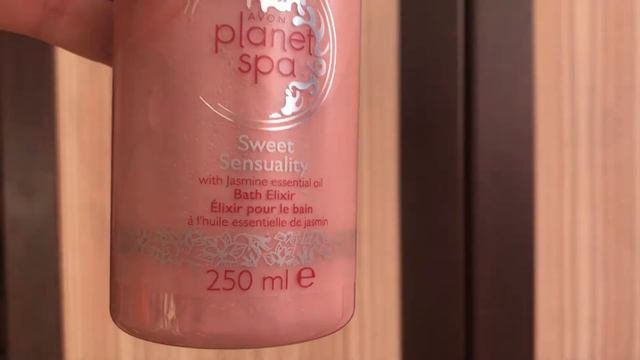 AVON
planet
spa
Sweet
Sensuality
with Jasmine essential oil
Bath Elixir
Élixir pour le bain
à l'huile essentielle de jasmin
250 ml e